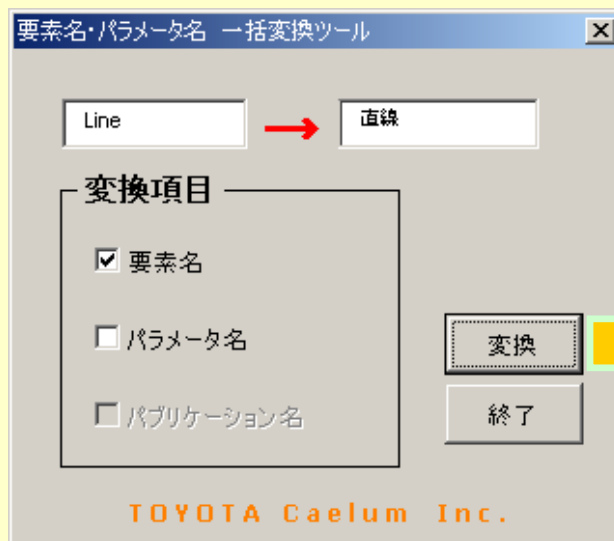 要素名・パラメータ名 一括変換ツール
Line → 直線
変換項目
要素名
パラメータ名
変換
パブリケーション名
終了
TOYOTA Caelum Inc.